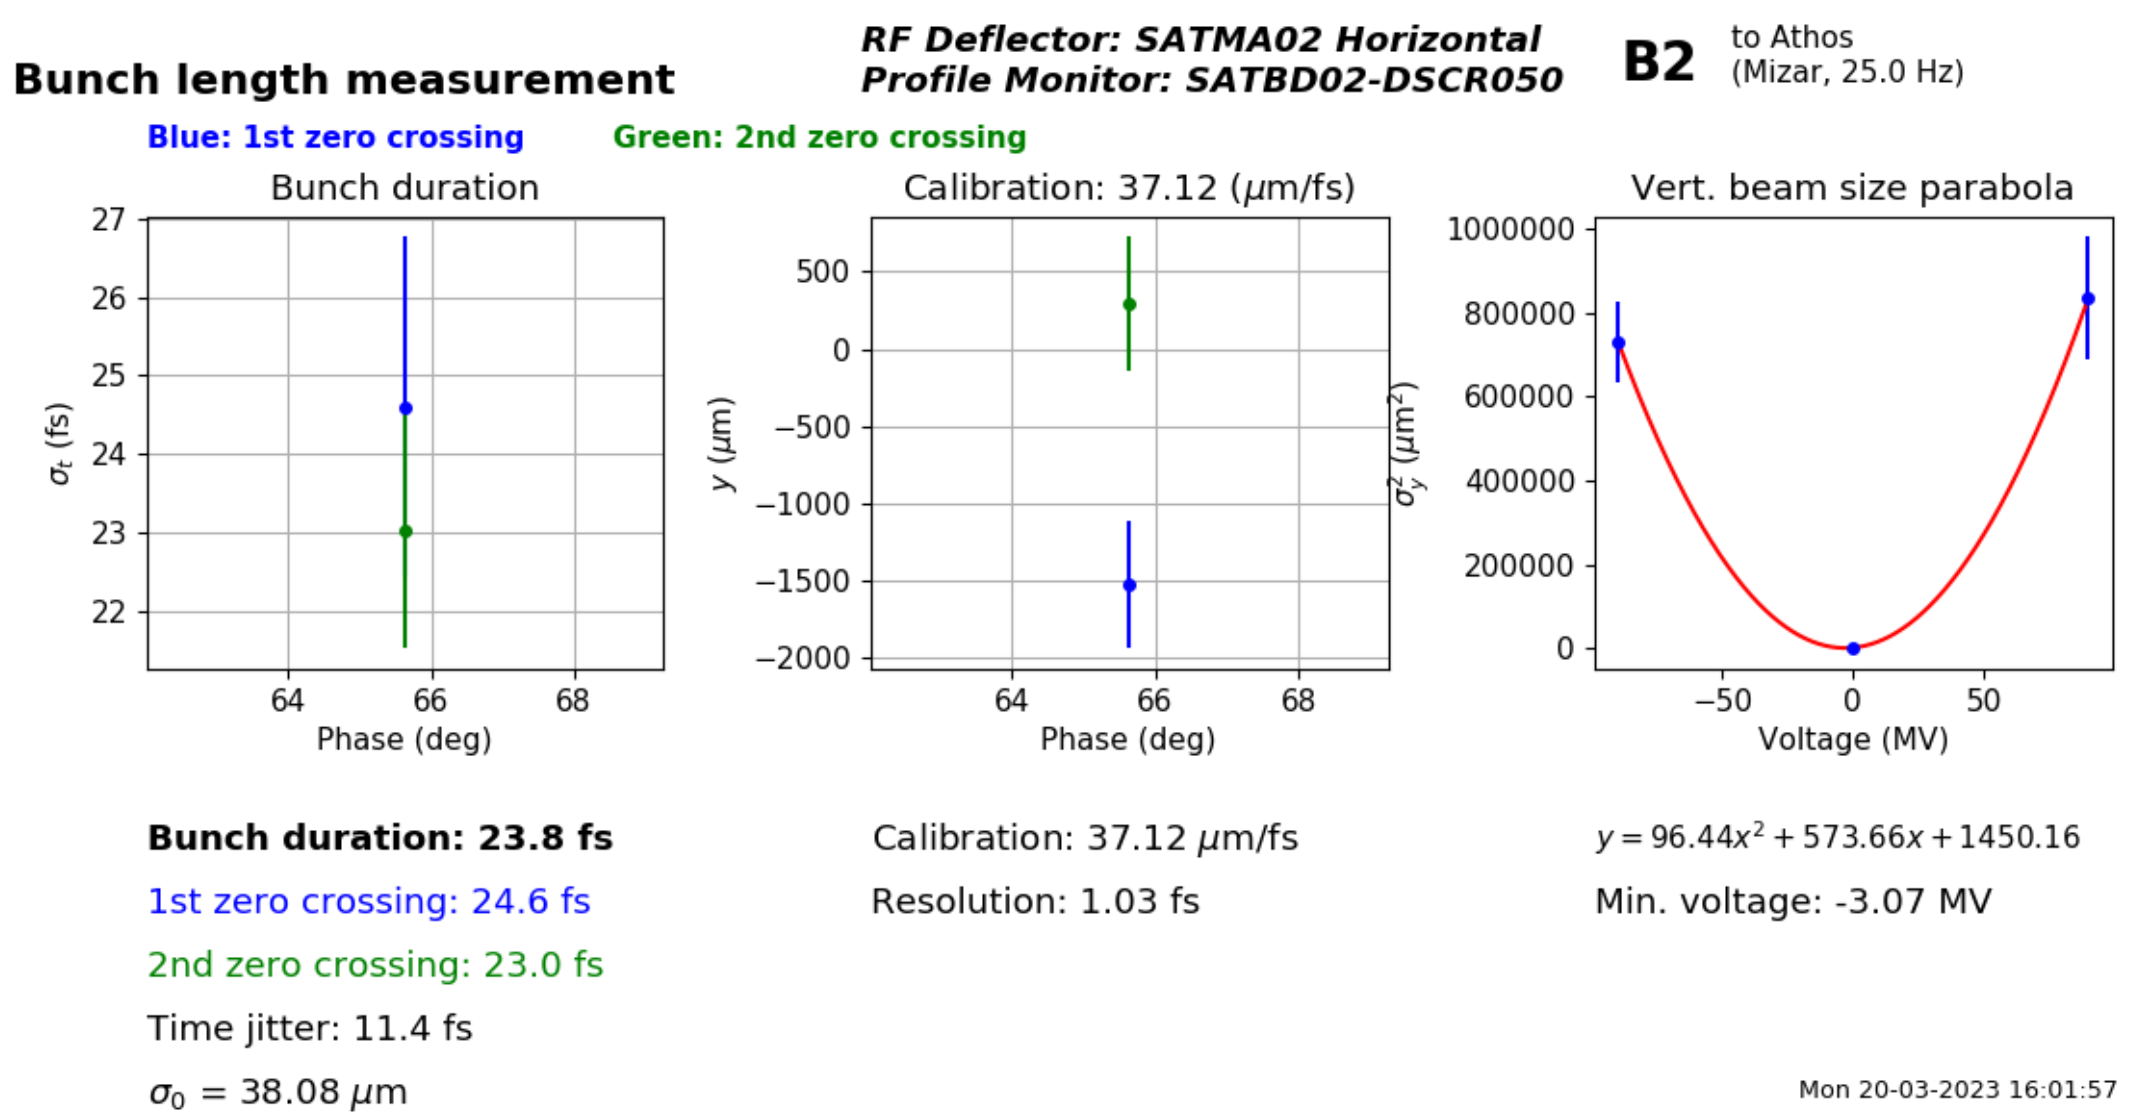 Bunch length measurement
RF Deflector: SATMA02 Horizontal
Profile Monitor: SATBD02-DSCR050
B2
to Athos
(Mizar, 25.0 Hz)
Blue: 1st zero crossing
Green: 2nd zero crossing
Bunch duration
27
26
25
24
23
22
σt (fs)
64
66
68
Phase (deg)
Calibration: 37.12 (μm/fs)
500
0
−500
−1000
−1500
−2000
y (μm)
64
66
68
Phase (deg)
Vert. beam size parabola
1000000
800000
600000
400000
200000
0
σy² (μm²)
−50
0
50
Voltage (MV)
Bunch duration: 23.8 fs
1st zero crossing: 24.6 fs
2nd zero crossing: 23.0 fs
Time jitter: 11.4 fs
σ₀ = 38.08 μm
Calibration: 37.12 μm/fs
Resolution: 1.03 fs
y = 96.44x² + 573.66x + 1450.16
Min. voltage: -3.07 MV
Mon 20-03-2023 16:01:57